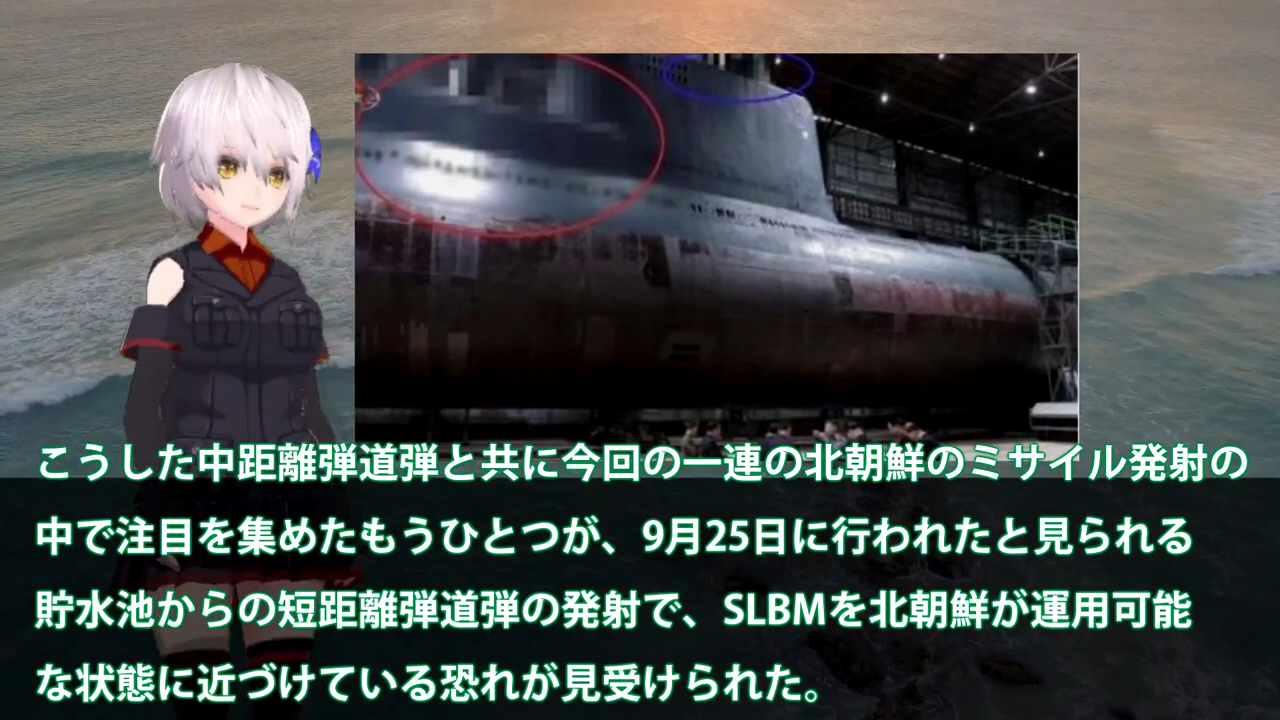 こうした中距離弾道弾と共に今回の一連の北朝鮮のミサイル発射の
中で注目を集めたもうひとつが、9月25日に行われたと見られる
貯水池からの短距離弾道弾の発射で、SLBMを北朝鮮が運用可能
な状態に近づけている恐れが見受けられた。